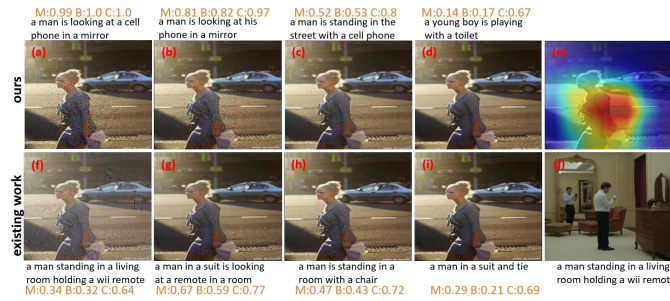 M:0.99 B:1.0 C:1.0
M:0.81 B:0.82 C:0.97
M:0.52 B:0.53 C:0.8
M:0.14 B:0.17 C:0.67
a man is looking at a cell
phone in a mirror
a man is looking at his
phone in a mirror
a man is standing in the
street with a cell phone
a young boy is playing
with a toilet
ours
(a)
(b)
(c)
(d)
(e)
existing work
(f)
(g)
(h)
(i)
(j)
a man standing in a living
room holding a wii remote
a man in a suit is looking
at a remote in a room
a man is standing in a
room with a chair
a man in a suit and tie
a man standing in a living
room holding a wii remote
M:0.34 B:0.32 C:0.64
M:0.67 B:0.59 C:0.77
M:0.47 B:0.43 C:0.72
M:0.29 B:0.21 C:0.69